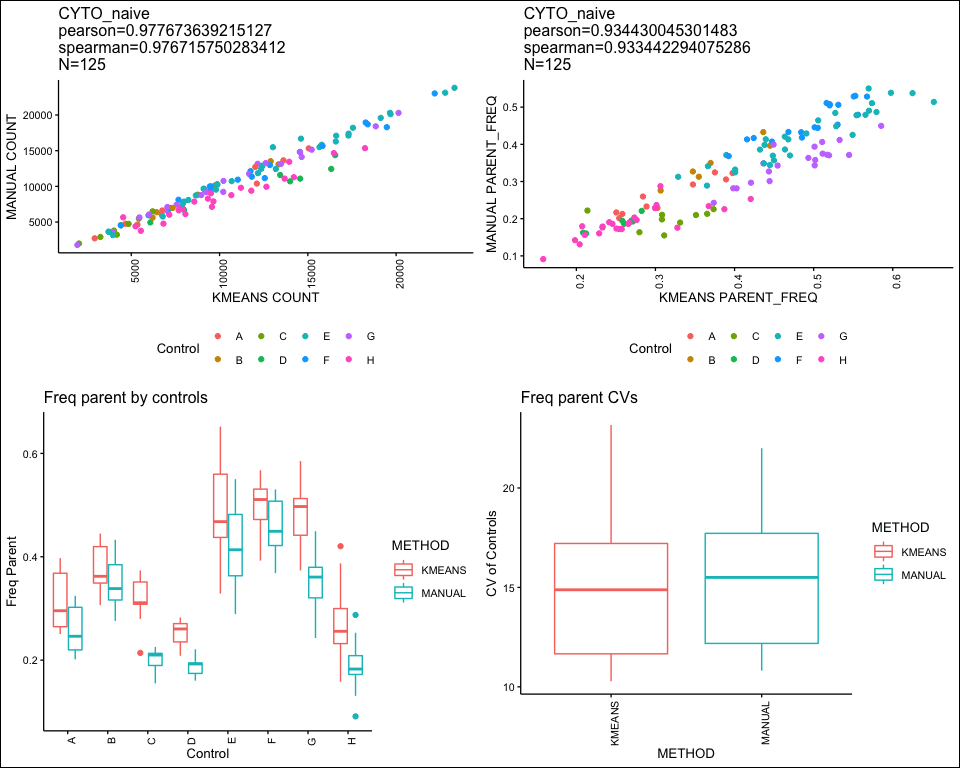 CYTO_naive
pearson=0.977673639215127
spearman=0.976715750283412
N=125
MANUAL COUNT
20000
15000
10000
5000
5000
10000
15000
20000
KMEANS COUNT
Control
A
C
E
G
B
D
F
H
CYTO_naive
pearson=0.934430045301483
spearman=0.933442294075286
N=125
MANUAL PARENT_FREQ
0.5
0.4
0.3
0.2
0.1
0.2
0.3
0.4
0.5
0.6
KMEANS PARENT_FREQ
Control
A
C
E
G
B
D
F
H
Freq parent by controls
Freq Parent
0.6
0.4
0.2
A
B
C
D
E
F
G
H
Control
METHOD
KMEANS
MANUAL
Freq parent CVs
CV of Controls
20
15
10
KMEANS
MANUAL
METHOD
METHOD
KMEANS
MANUAL